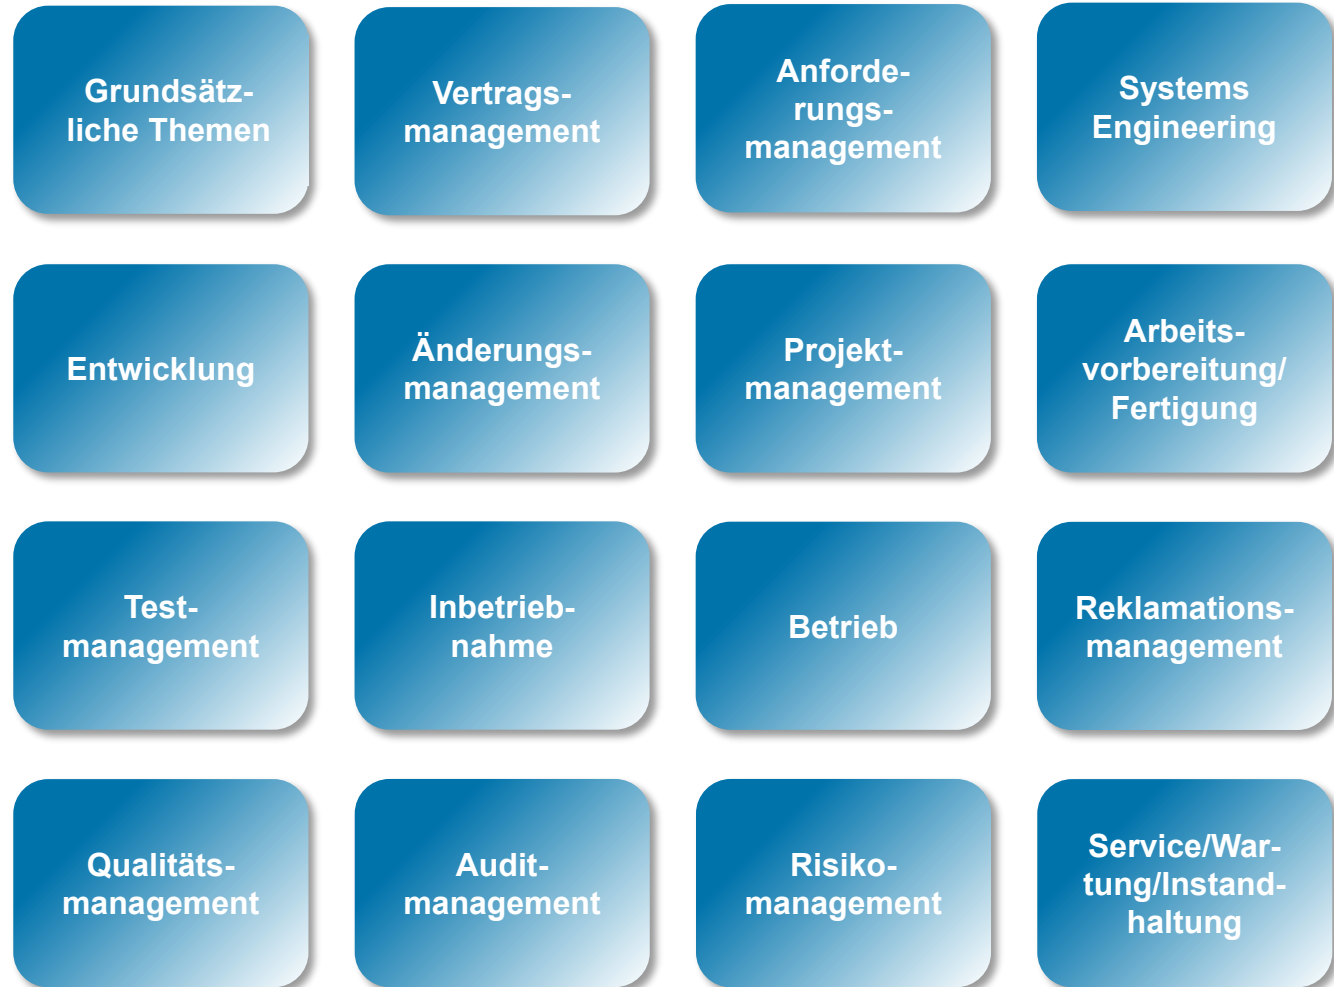 Grundsätz-
liche Themen
Vertrags-
management
Anforde-
rungs-
management
Systems
Engineering
Entwicklung
Änderungs-
management
Projekt-
management
Arbeits-
vorbereitung/
Fertigung
Test-
management
Inbetrieb-
nahme
Betrieb
Reklamations-
management
Qualitäts-
management
Audit-
management
Risiko-
management
Service/War-
tung/Instand-
haltung